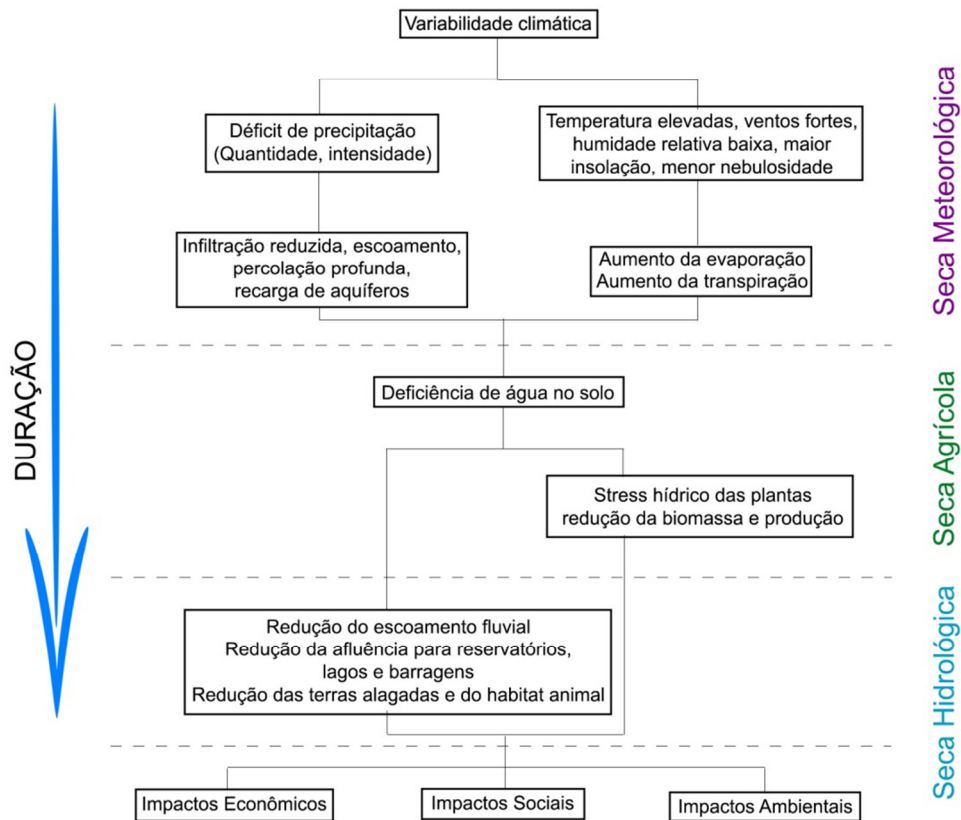 Variabilidade climática
Déficit de precipitação
(Quantidade, intensidade)
Temperatura elevadas, ventos fortes,
humidade relativa baixa, maior
insolação, menor nebulosidade
Infiltração reduzida, escoamento,
percolação profunda,
recarga de aquíferos
Aumento da evaporação
Aumento da transpiração
Seca Meteorológica
DURAÇÃO
Deficiência de água no solo
Stress hídrico das plantas
redução da biomassa e produção
Seca Agrícola
Redução do escoamento fluvial
Redução da afluência para reservatórios,
lagos e barragens
Redução das terras alagadas e do habitat animal
Seca Hidrológica
Impactos Econômicos
Impactos Sociais
Impactos Ambientais